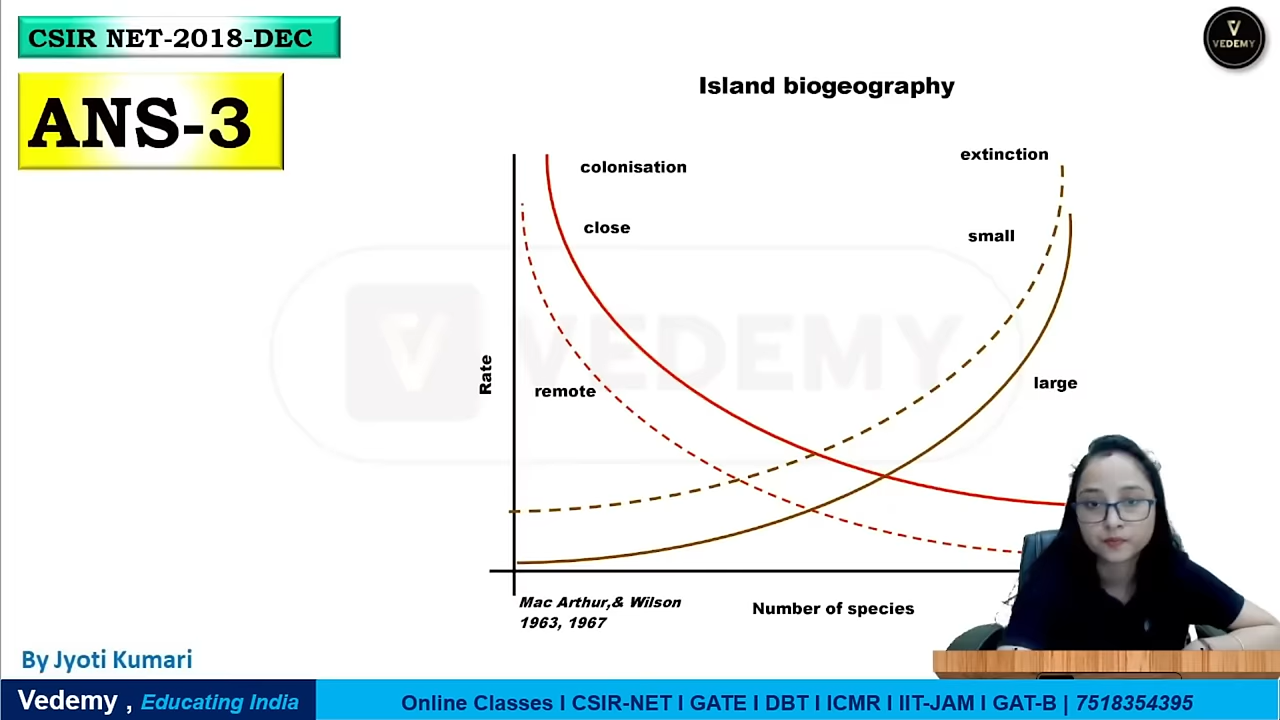 CSIR NET-2018-DEC
VEDEMY
ANS-3
Island biogeography
colonisation
extinction
close
small
VEDEMY
Rate
remote
large
Mac Arthur,& Wilson
1963, 1967
Number of species
By Jyoti Kumari
Vedemy , Educating India
Online Classes I CSIR-NET I GATE I DBT I ICMR I IIT-JAM I GAT-B | 7518354395